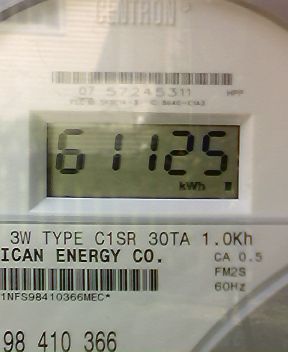 CENTRON®
07 57245311 HPP
61125
kWh
3W TYPE C1SR 30TA 1.0Kh
ICAN ENERGY CO. CA 0.5
FM2S
1NFS98410366MEC* 60Hz
98 410 366